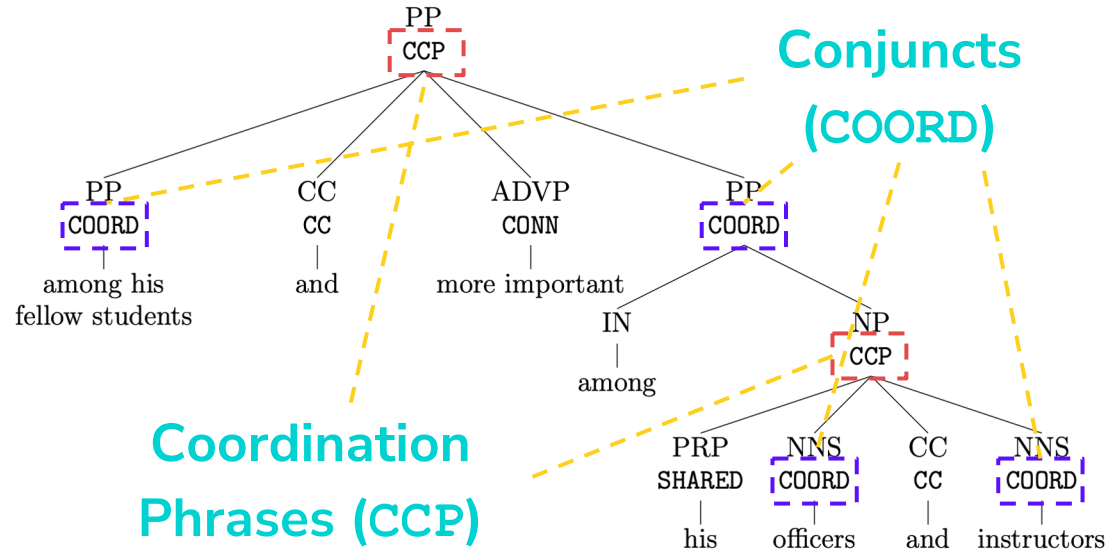 PP
CCP
Conjuncts
(COORD)
PP CC ADVP PP
COORD CC CONN COORD
among his and more important
fellow students
IN NP
CCP
among
Coordination
Phrases (CCP)
PRP NNS CC NNS
SHARED COORD CC COORD
his officers and instructors